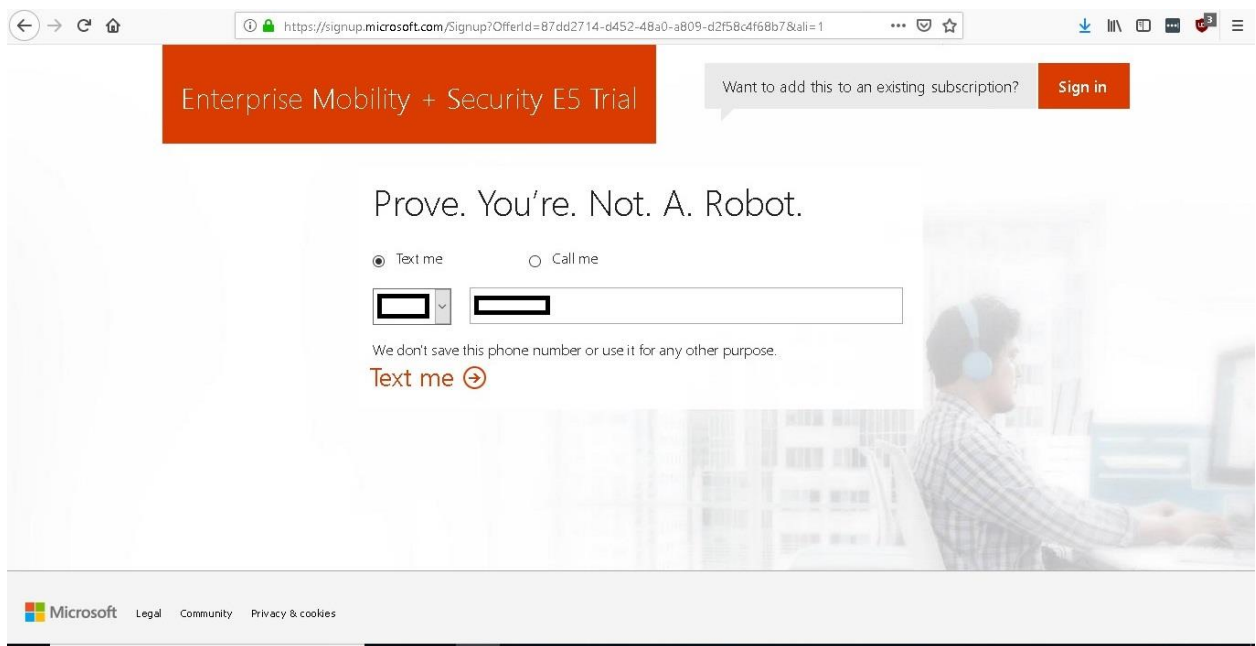 https://signup.microsoft.com/Signup?OfferId=87dd2714-d452-48a0-a809-d2f58c4f68b7&ali=1
3
Enterprise Mobility + Security E5 Trial
Want to add this to an existing subscription?
Sign in
Prove. You're. Not. A. Robot.
Text me
Call me
We don't save this phone number or use it for any other purpose.
Text me
Microsoft Legal Community Privacy & cookies